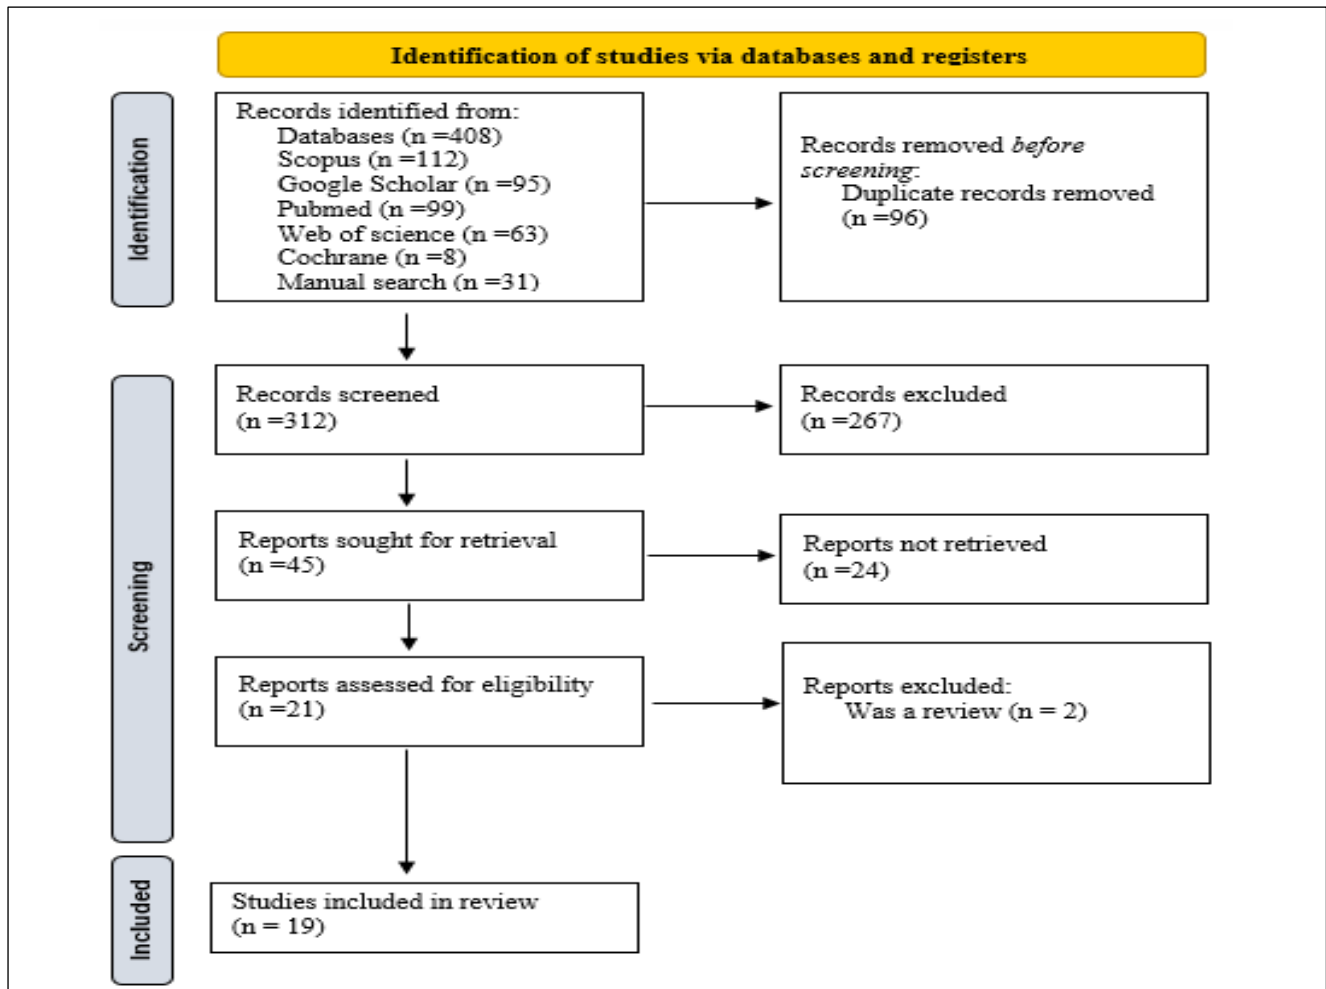 Identification of studies via databases and registers
Identification
Records identified from:
Databases (n =408)
Scopus (n =112)
Google Scholar (n =95)
Pubmed (n =99)
Web of science (n =63)
Cochrane (n =8)
Manual search (n =31)
Records removed before
screening:
Duplicate records removed
(n =96)
Screening
Records screened
(n =312)
Records excluded
(n =267)
Reports sought for retrieval
(n =45)
Reports not retrieved
(n =24)
Reports assessed for eligibility
(n =21)
Reports excluded:
Was a review (n = 2)
Included
Studies included in review
(n = 19)